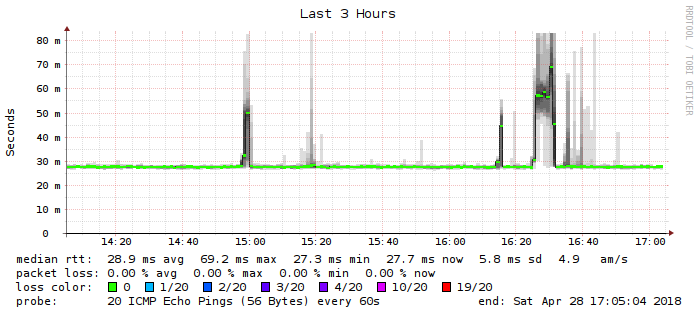 Last 3 Hours
RRDTOOL / TOBI OETIKER
Seconds
80 m
70 m
60 m
50 m
40 m
30 m
20 m
10 m
0
14:20 14:40 15:00 15:20 15:40 16:00 16:20 16:40 17:00
median rtt: 28.9 ms avg 69.2 ms max 27.3 ms min 27.7 ms now 5.8 ms sd 4.9 am/s
packet loss: 0.00 % avg 0.00 % max 0.00 % min 0.00 % now
loss color: 0 1/20 2/20 3/20 4/20 10/20 19/20
probe: 20 ICMP Echo Pings (56 Bytes) every 60s end: Sat Apr 28 17:05:04 2018